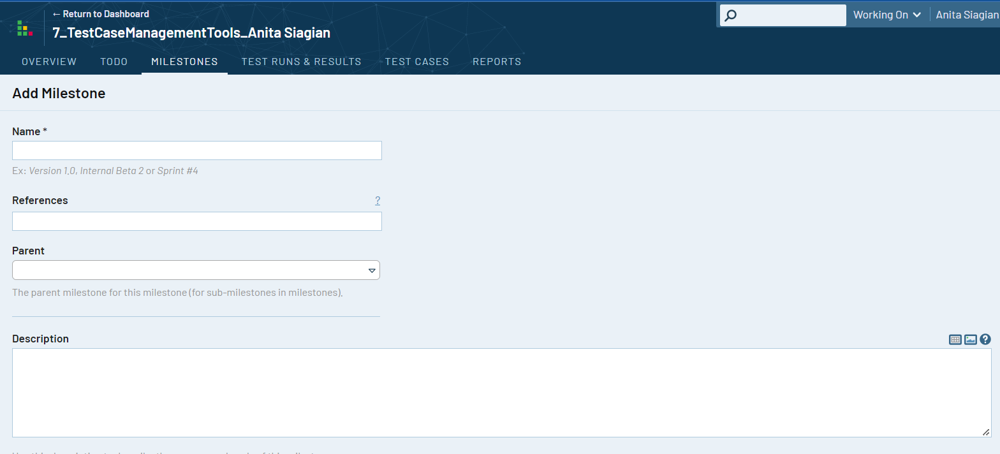 ← Return to Dashboard
7_TestCaseManagementTools_Anita Siagian
Working On
Anita Siagian
OVERVIEW TODO MILESTONES TEST RUNS & RESULTS TEST CASES REPORTS
Add Milestone
Name *
Ex: Version 1.0, Internal Beta 2 or Sprint #4
References ?
Parent
The parent milestone for this milestone (for sub-milestones in milestones).
Description